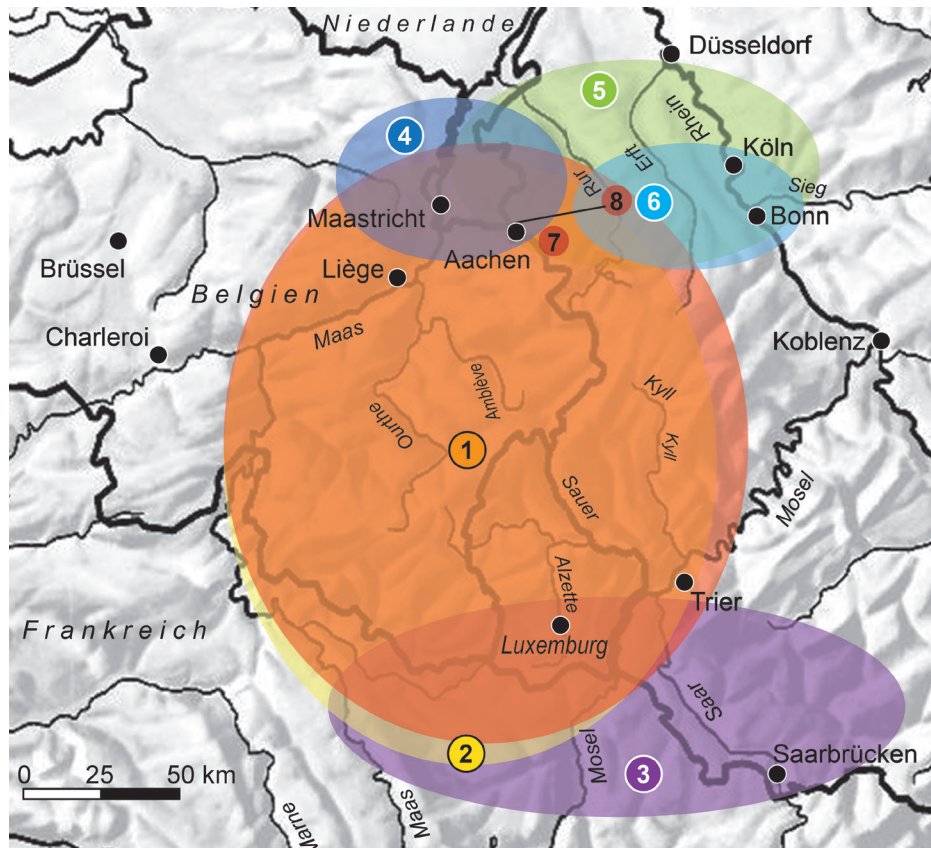 Niederlande
Düsseldorf
5
Rhein
4
Erft
Köln
Rur
Sieg
8
6
Maastricht
Bonn
7
Aachen
Brüssel
Liège
Belgien
Charleroi
Maas
Koblenz
Amblève
Kyll
Ourthe
Kyll
1
Sauer
Mosel
Alzette
Trier
Frankreich
Luxemburg
Saar
2
Mosel
Saarbrücken
3
0 25 50 km
Marne
Maas